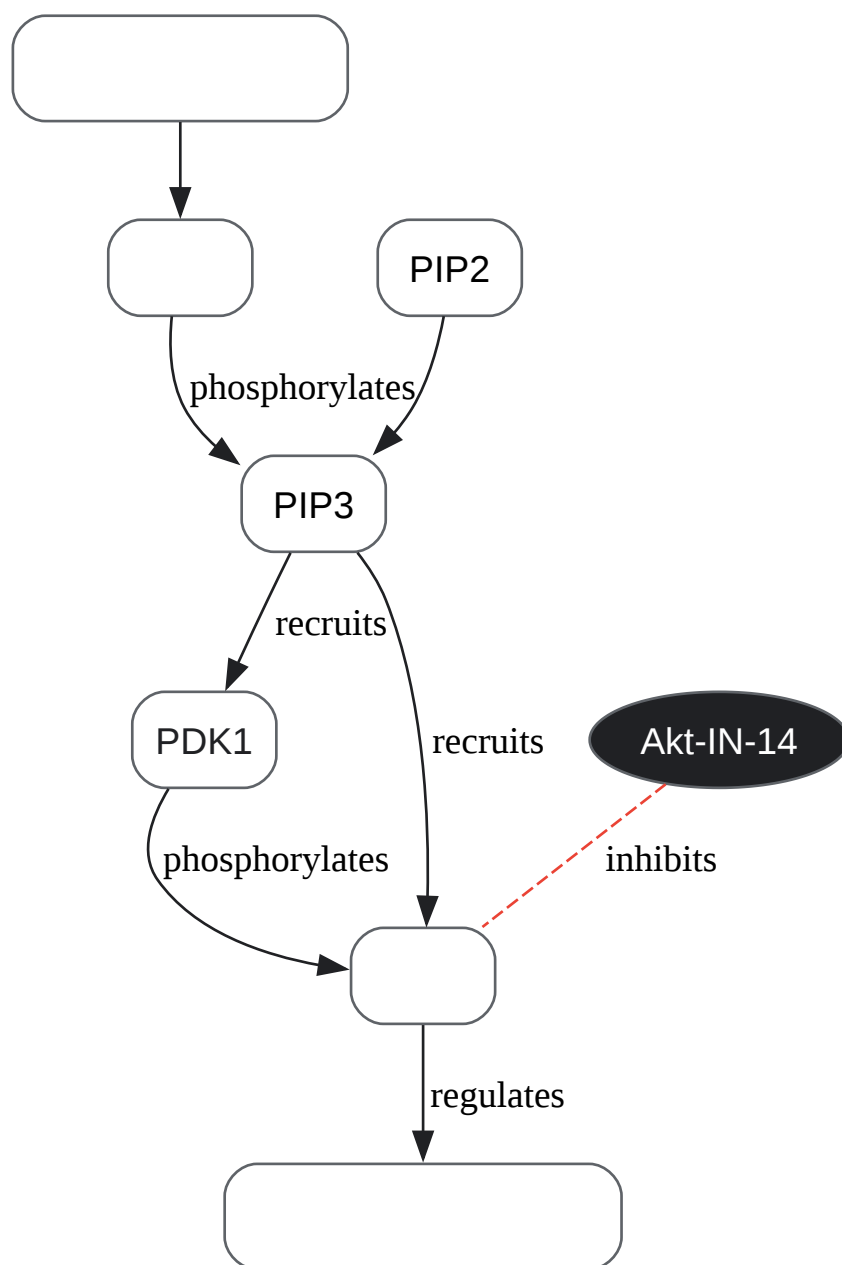 PIP2
phosphorylates
PIP3
recruits
PDK1
recruits
Akt-IN-14
phosphorylates
inhibits
regulates